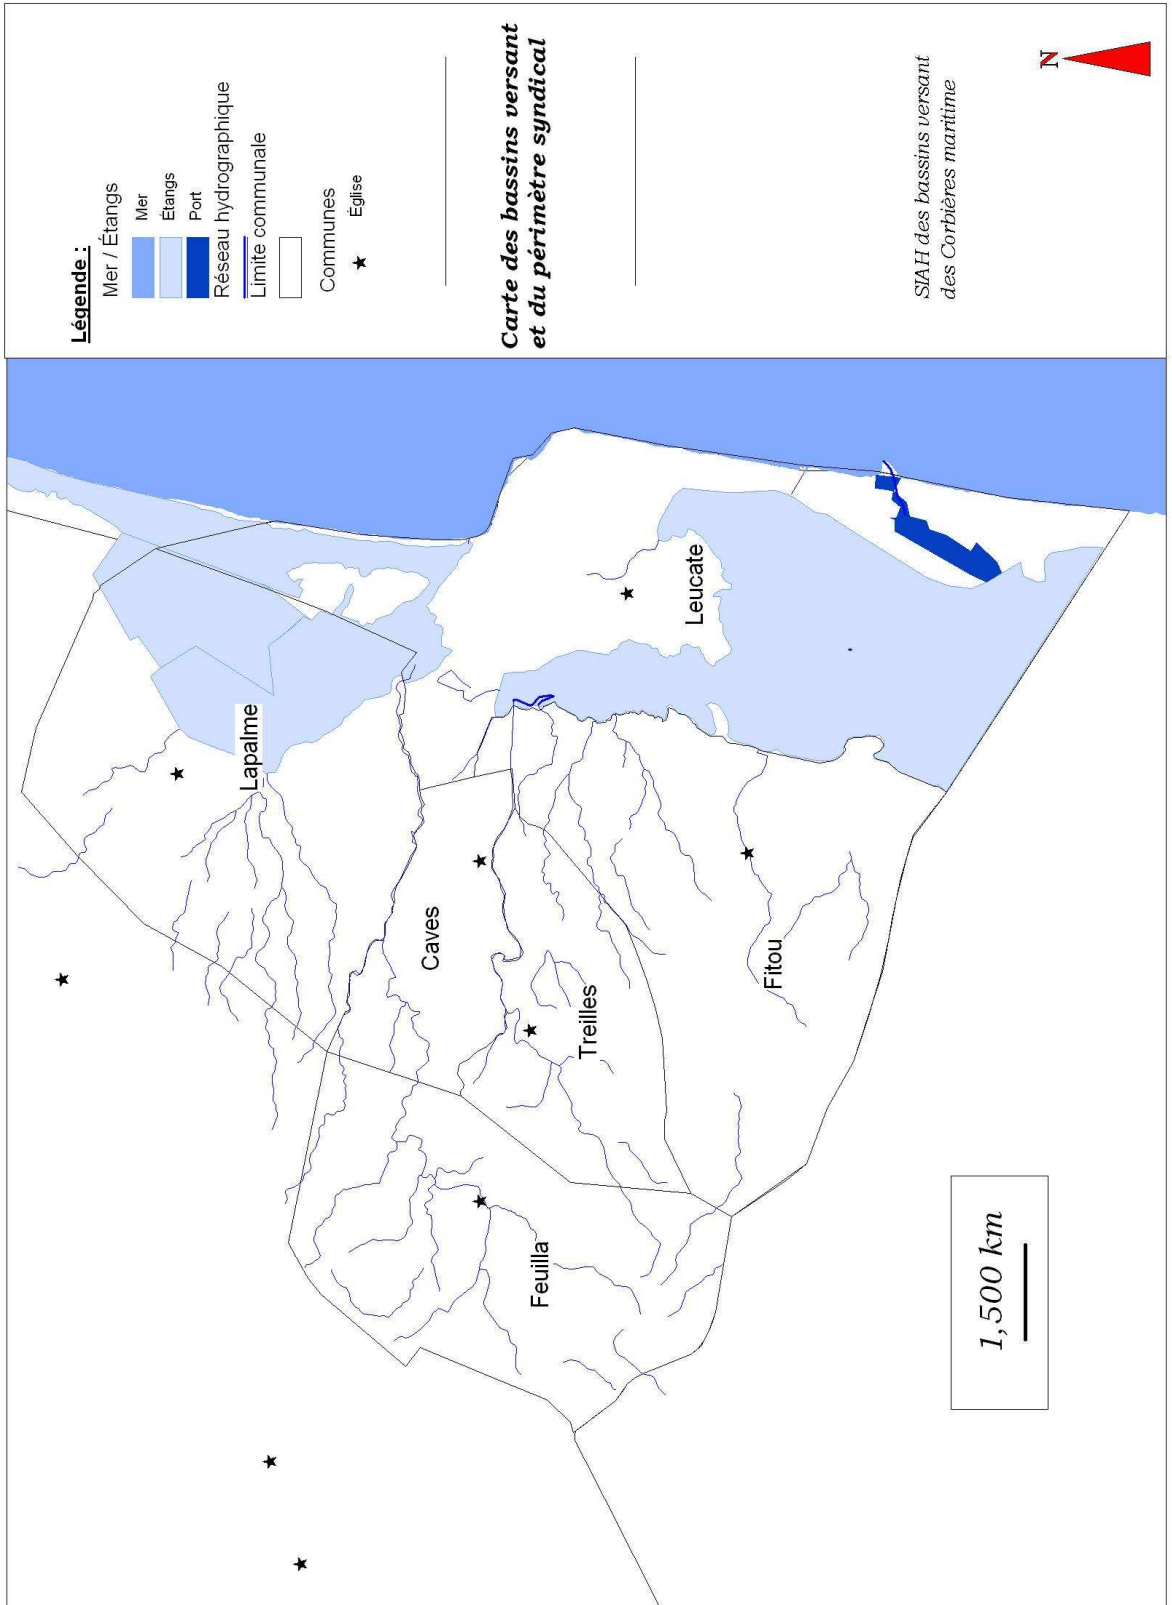 Légende :
Mer / Étangs
Mer
Étangs
Port
Réseau hydrographique
Limite communale
Communes
Église
Carte des bassins versant
et du périmètre syndical
SIAH des bassins versant
des Corbières maritime
N
Lapalme
Leucate
Caves
Treilles
Fitou
Feuilla
1,500 km